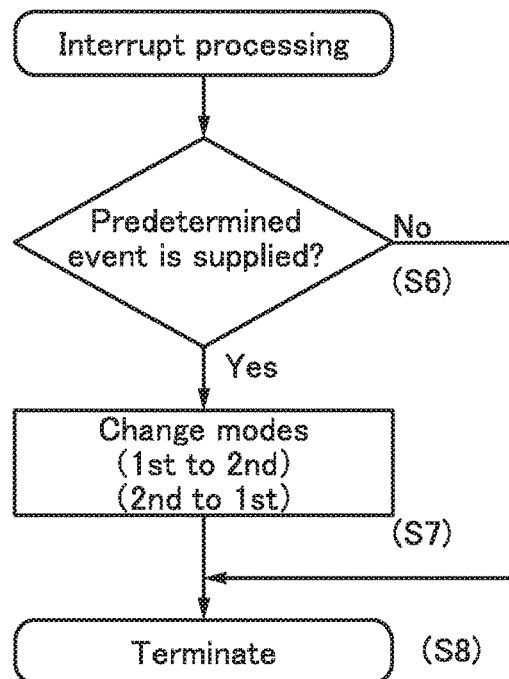 Interrupt processing
Predetermined
event is supplied?
No
(S6)
Yes
Change modes
(1st to 2nd)
(2nd to 1st)
(S7)
Terminate
(S8)